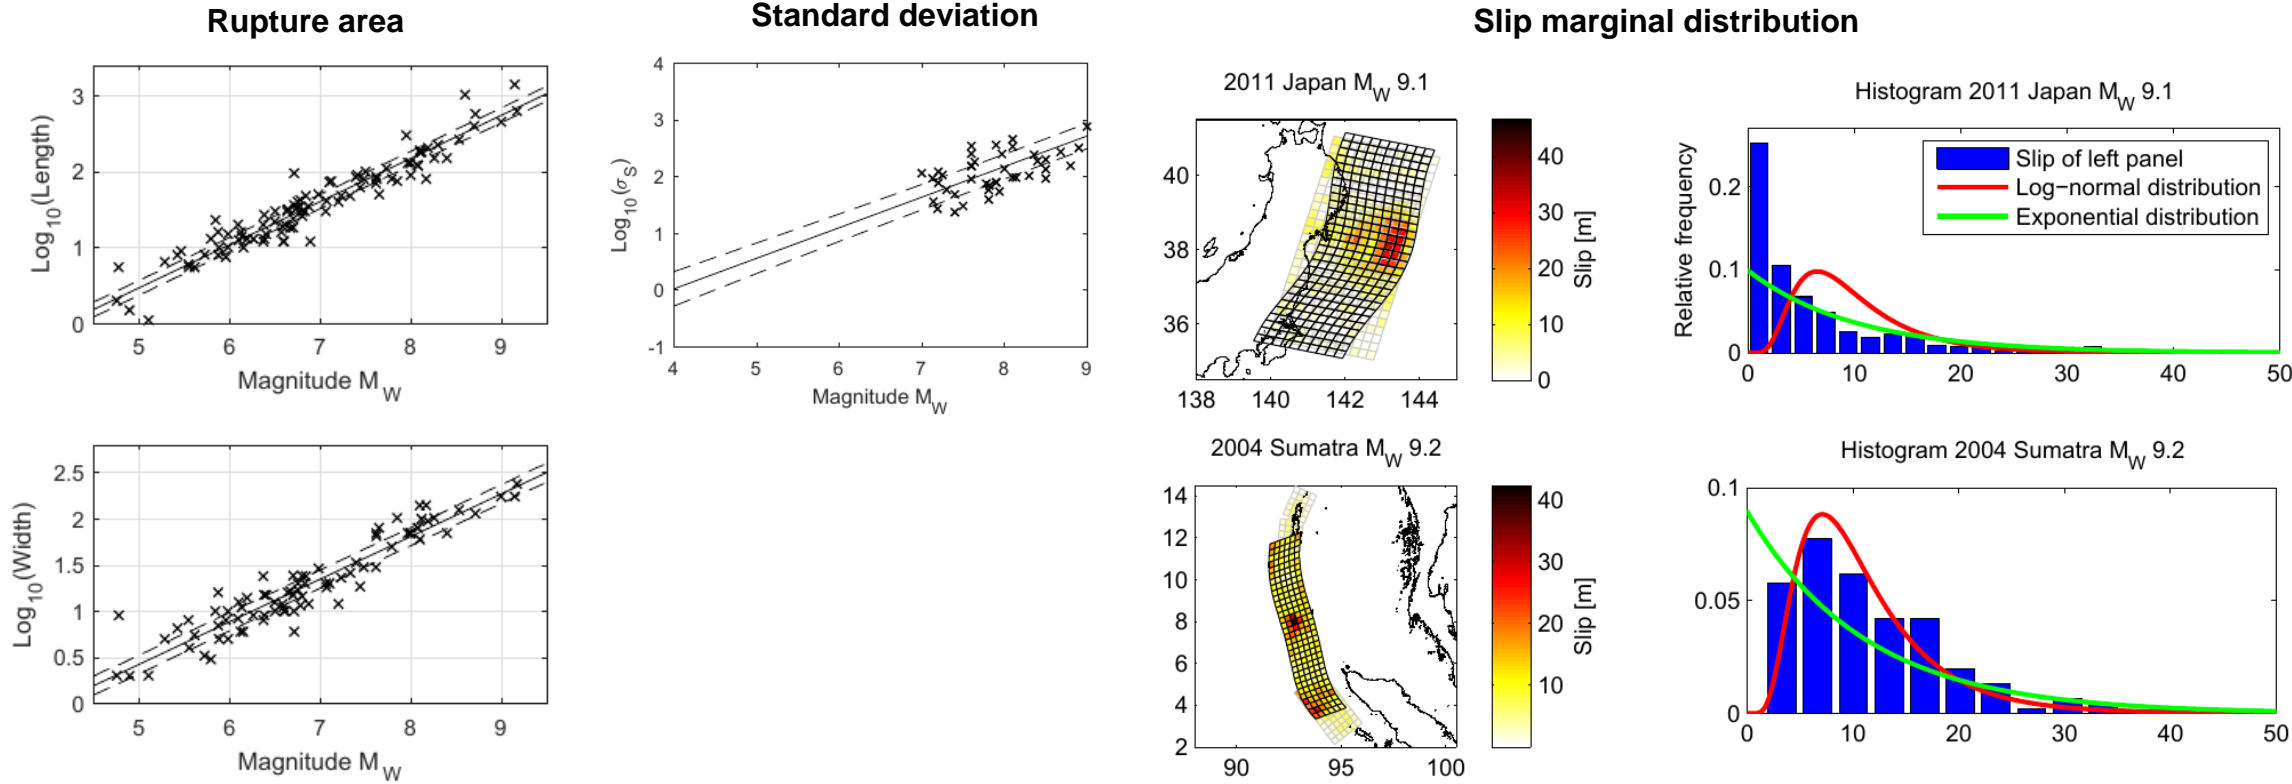 Rupture area
Standard deviation
Slip marginal distribution
Log10(Length)
3
2
1
0
5 6 7 8 9
Magnitude MW
Log10(σS)
4
3
2
1
0
-1
4 5 6 7 8 9
Magnitude MW
2011 Japan MW 9.1
40
38
36
138 140 142 144
40
30
20
10
0
Slip [m]
Histogram 2011 Japan MW 9.1
Relative frequency
0.2
0.1
0
Slip of left panel
Log-normal distribution
Exponential distribution
0 10 20 30 40 50
Log10(Width)
2.5
2
1.5
1
0.5
0
5 6 7 8 9
Magnitude MW
2004 Sumatra MW 9.2
14
12
10
8
6
4
2
90 95 100
40
30
20
10
Slip [m]
Histogram 2004 Sumatra MW 9.2
0.1
0.05
0
0 10 20 30 40 50